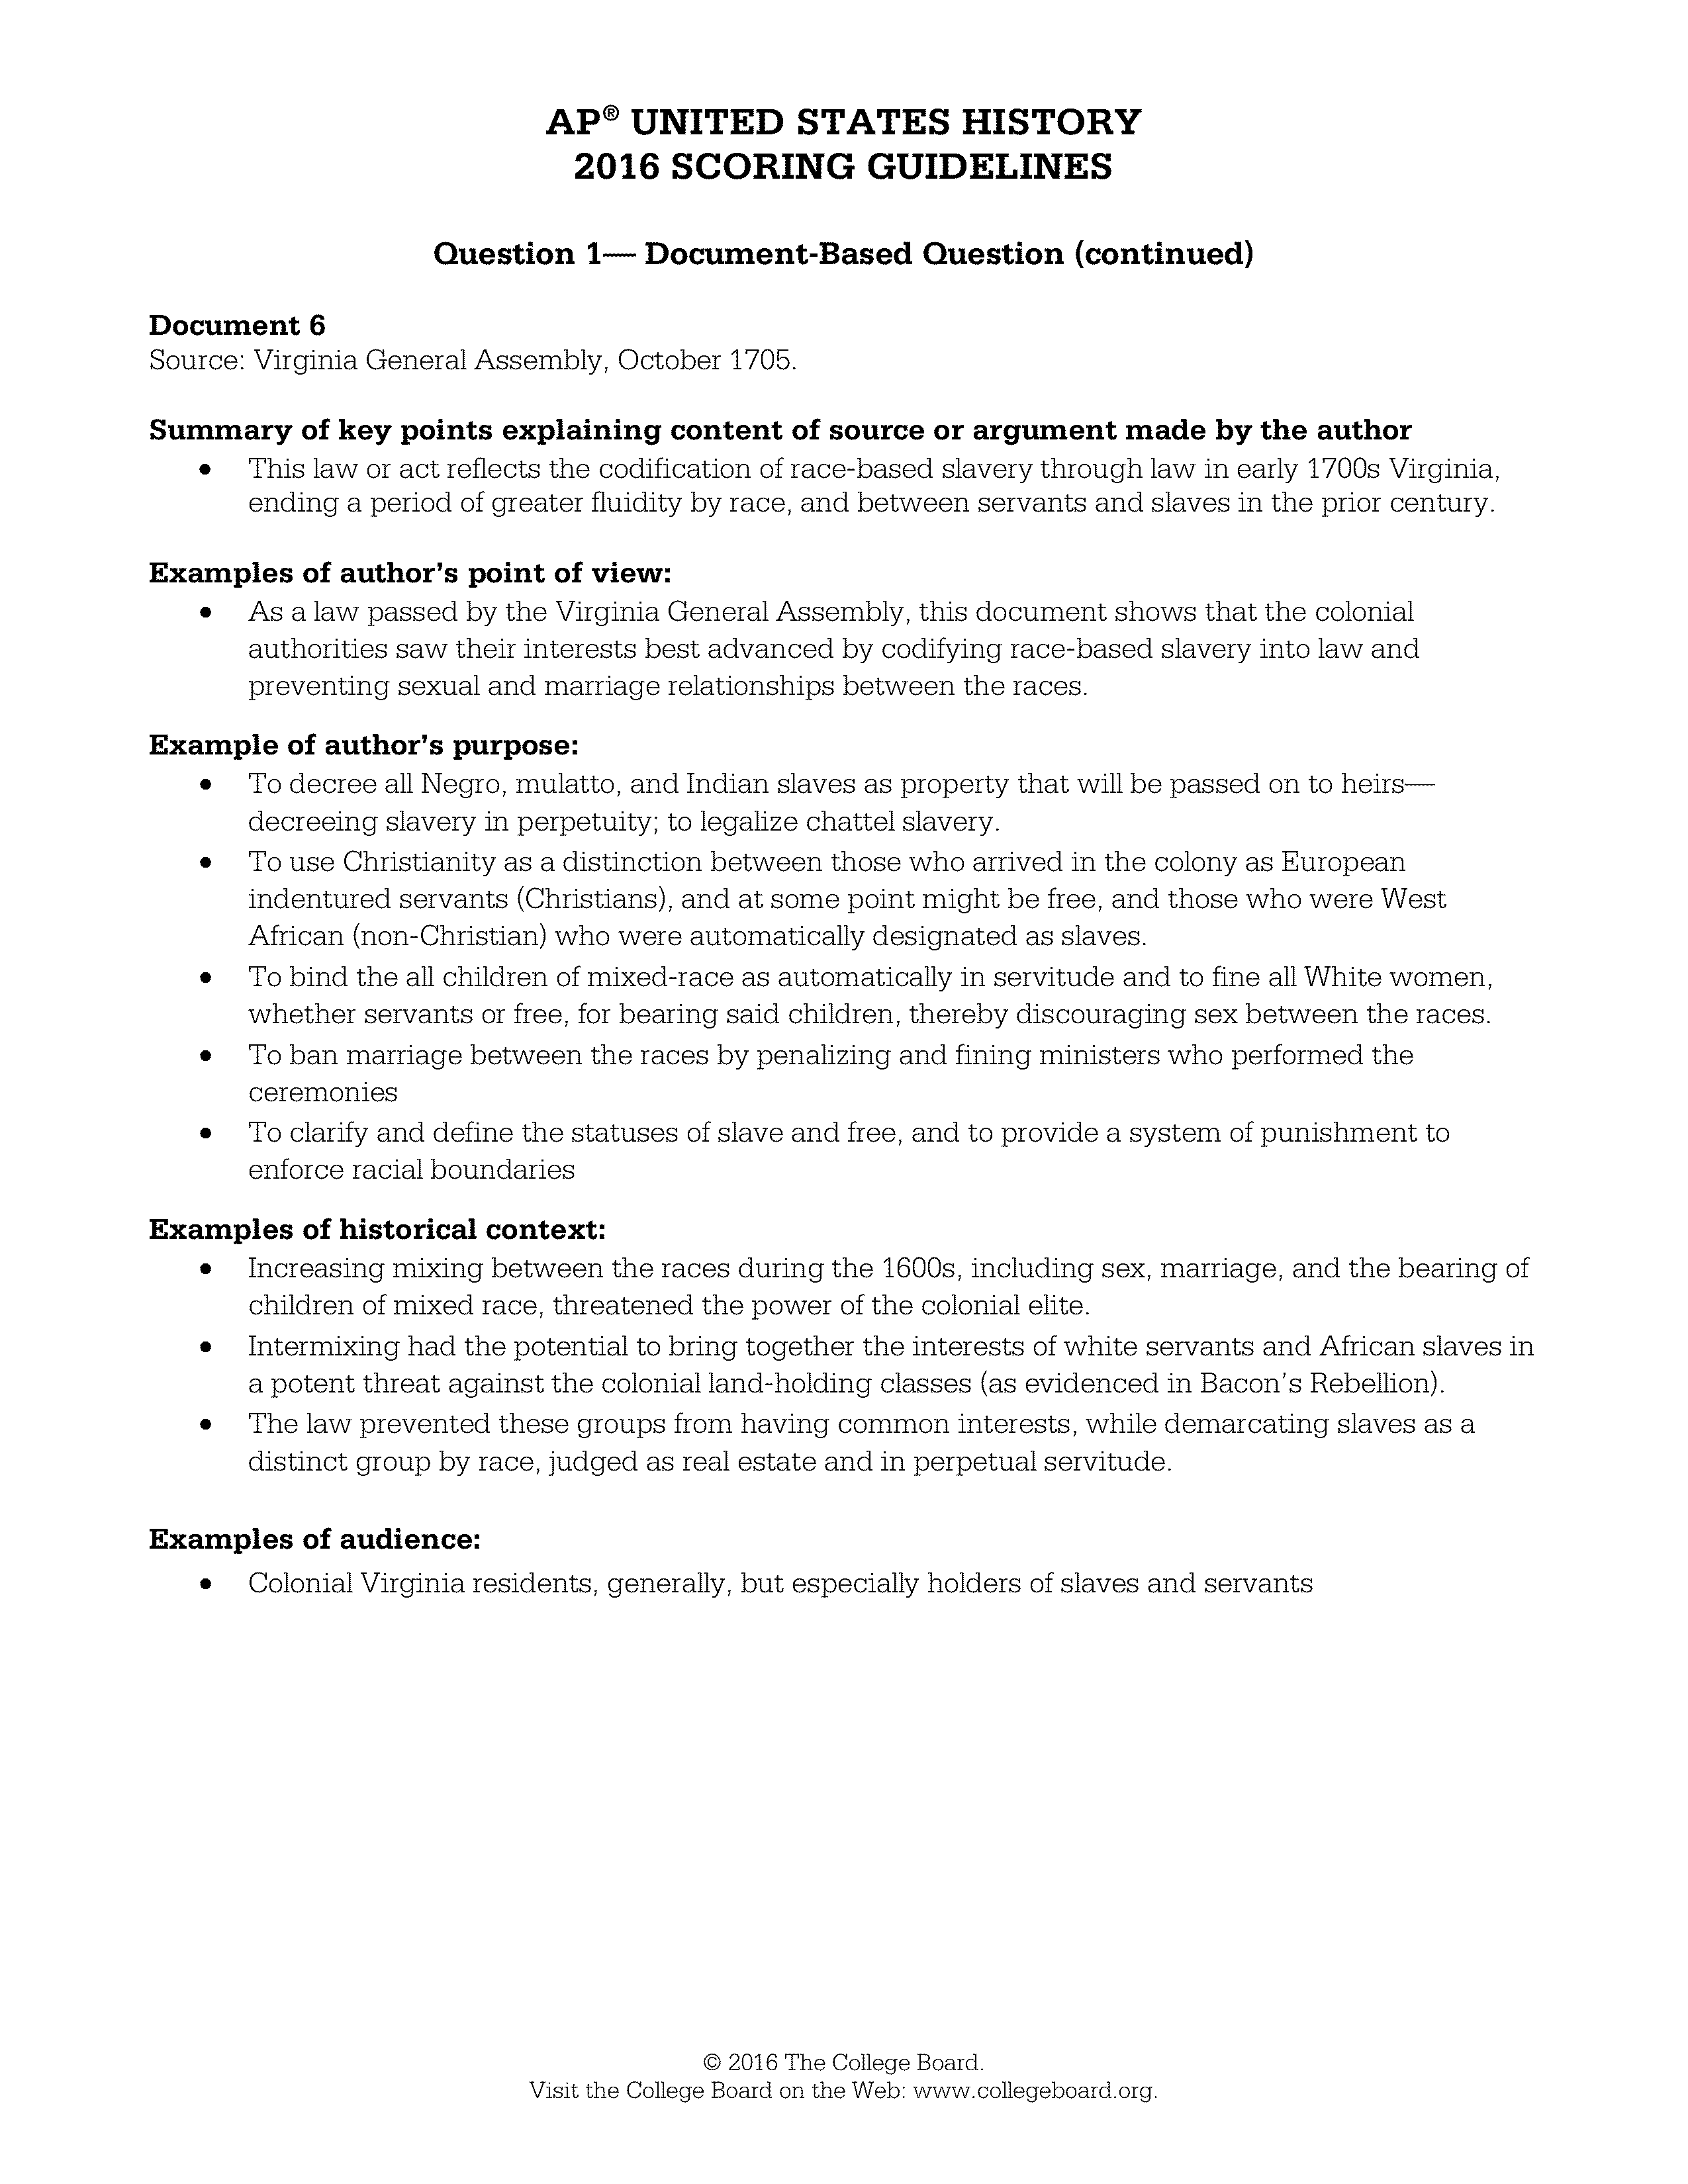 AP® UNITED STATES HISTORY
2016 SCORING GUIDELINES
Question 1— Document-Based Question (continued)
Document 6
Source: Virginia General Assembly, October 1705.
Summary of key points explaining content of source or argument made by the author
• This law or act reflects the codification of race-based slavery through law in early 1700s Virginia,
ending a period of greater fluidity by race, and between servants and slaves in the prior century.
Examples of author’s point of view:
• As a law passed by the Virginia General Assembly, this document shows that the colonial
authorities saw their interests best advanced by codifying race-based slavery into law and
preventing sexual and marriage relationships between the races.
Example of author’s purpose:
• To decree all Negro, mulatto, and Indian slaves as property that will be passed on to heirs—
decreeing slavery in perpetuity; to legalize chattel slavery.
• To use Christianity as a distinction between those who arrived in the colony as European
indentured servants (Christians), and at some point might be free, and those who were West
African (non-Christian) who were automatically designated as slaves.
• To bind the all children of mixed-race as automatically in servitude and to fine all White women,
whether servants or free, for bearing said children, thereby discouraging sex between the races.
• To ban marriage between the races by penalizing and fining ministers who performed the
ceremonies
• To clarify and define the statuses of slave and free, and to provide a system of punishment to
enforce racial boundaries
Examples of historical context:
• Increasing mixing between the races during the 1600s, including sex, marriage, and the bearing of
children of mixed race, threatened the power of the colonial elite.
• Intermixing had the potential to bring together the interests of white servants and African slaves in
a potent threat against the colonial land-holding classes (as evidenced in Bacon’s Rebellion).
• The law prevented these groups from having common interests, while demarcating slaves as a
distinct group by race, judged as real estate and in perpetual servitude.
Examples of audience:
• Colonial Virginia residents, generally, but especially holders of slaves and servants
© 2016 The College Board.
Visit the College Board on the Web: www.collegeboard.org.